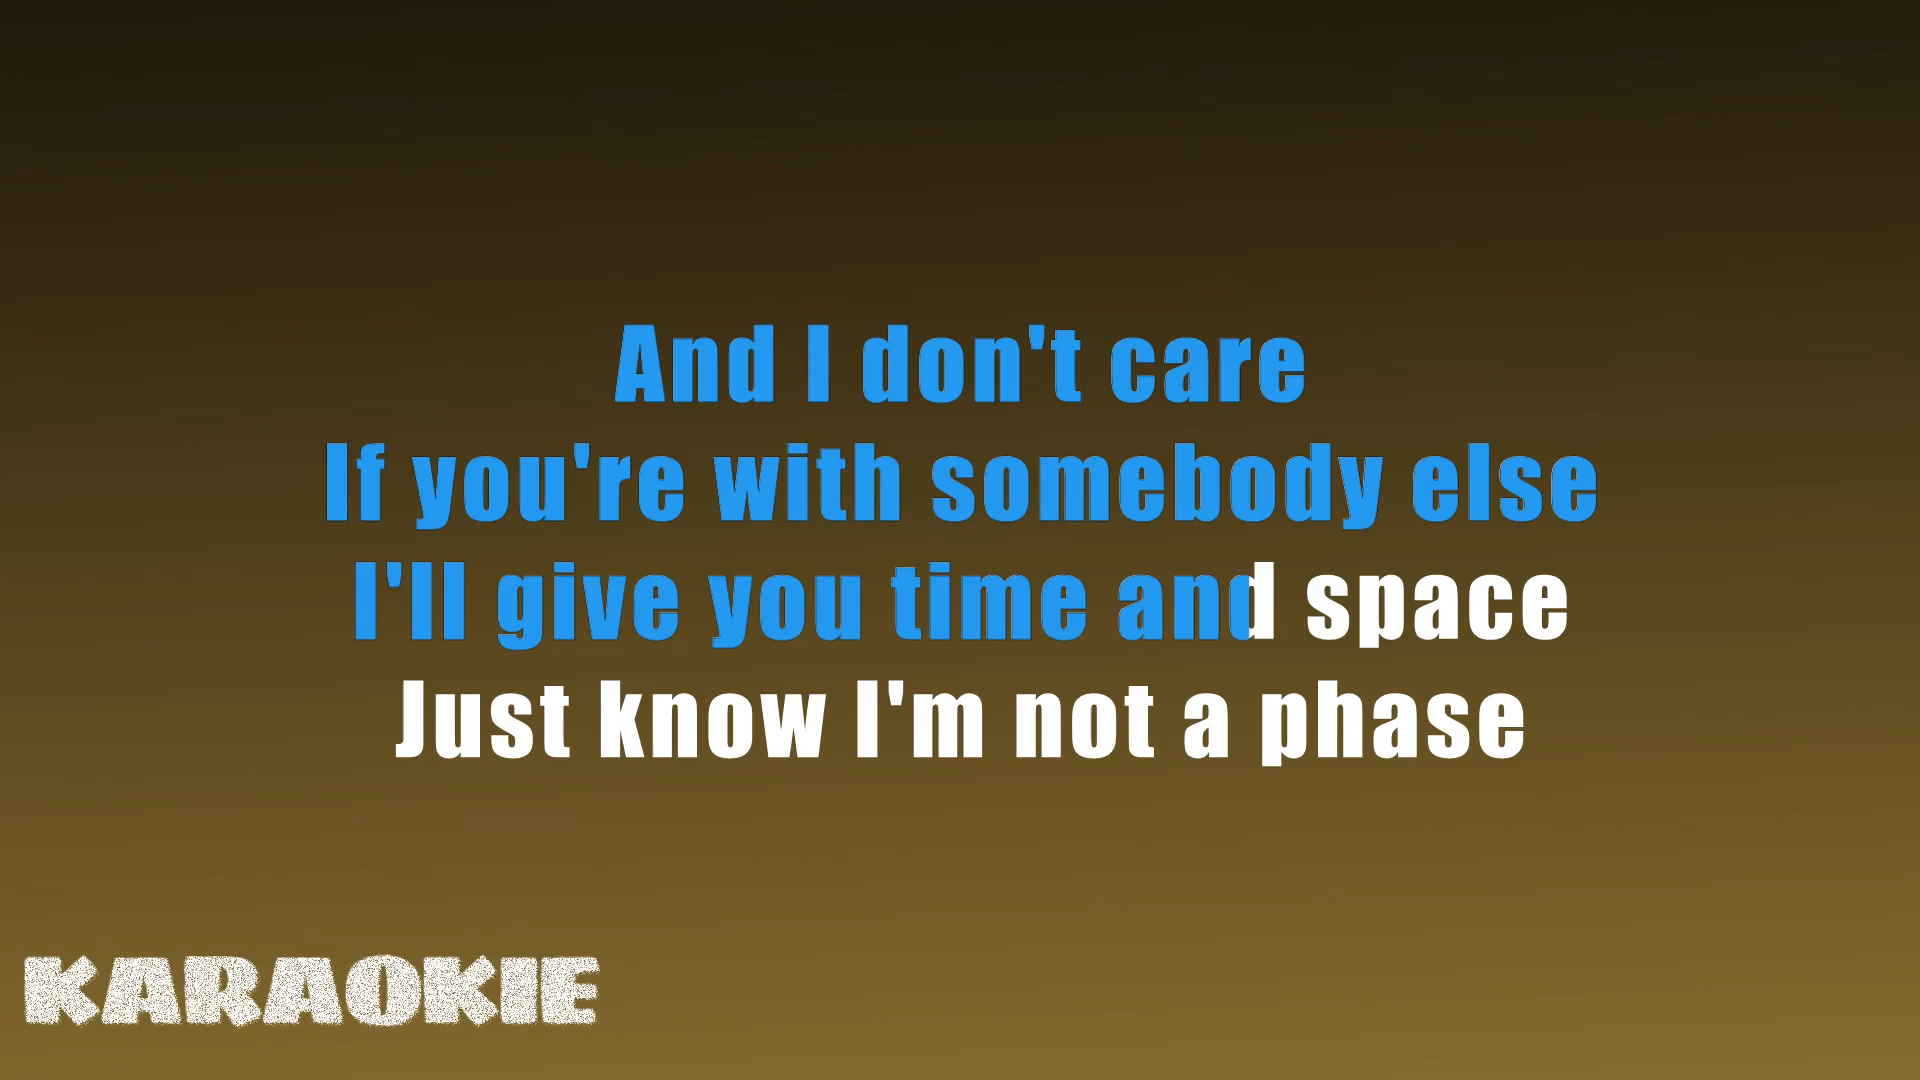 And I don't care
If you're with somebody else
I'll give you time and space
Just know I'm not a phase
KARAOKIE